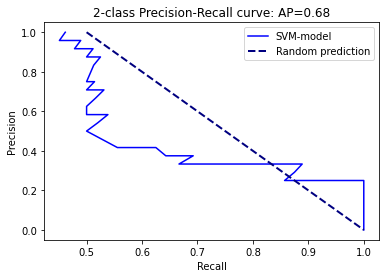 2-class Precision-Recall curve: AP=0.68
SVM-model
Random prediction
Precision
1.0
0.8
0.6
0.4
0.2
0.0
0.5 0.6 0.7 0.8 0.9 1.0
Recall